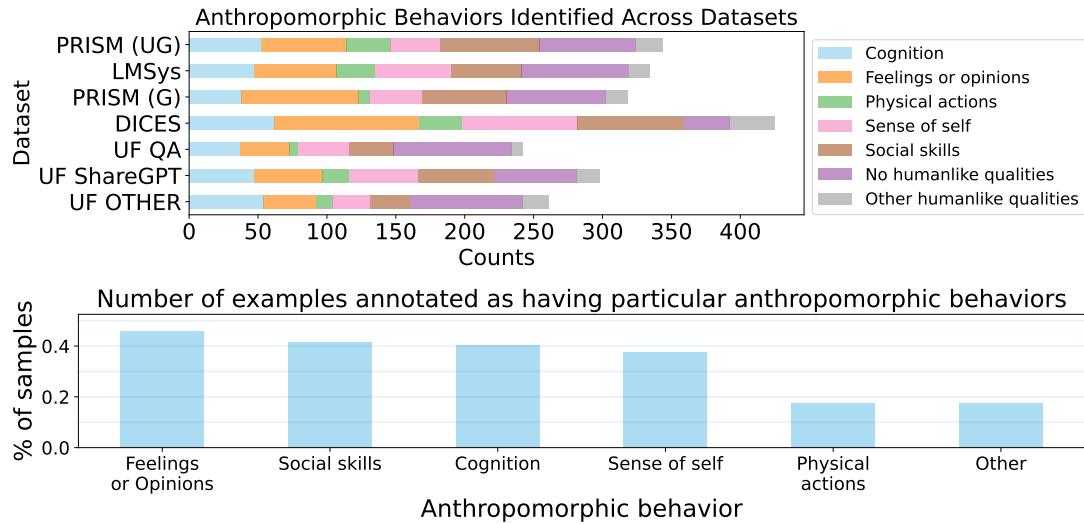 Anthropomorphic Behaviors Identified Across Datasets
Dataset
PRISM (UG)
LMSys
PRISM (G)
DICES
UF QA
UF ShareGPT
UF OTHER
0 50 100 150 200 250 300 350 400
Counts
Cognition
Feelings or opinions
Physical actions
Sense of self
Social skills
No humanlike qualities
Other humanlike qualities
Number of examples annotated as having particular anthropomorphic behaviors
% of samples
0.4
0.2
0.0
Feelings or Opinions
Social skills
Cognition
Sense of self
Physical actions
Other
Anthropomorphic behavior